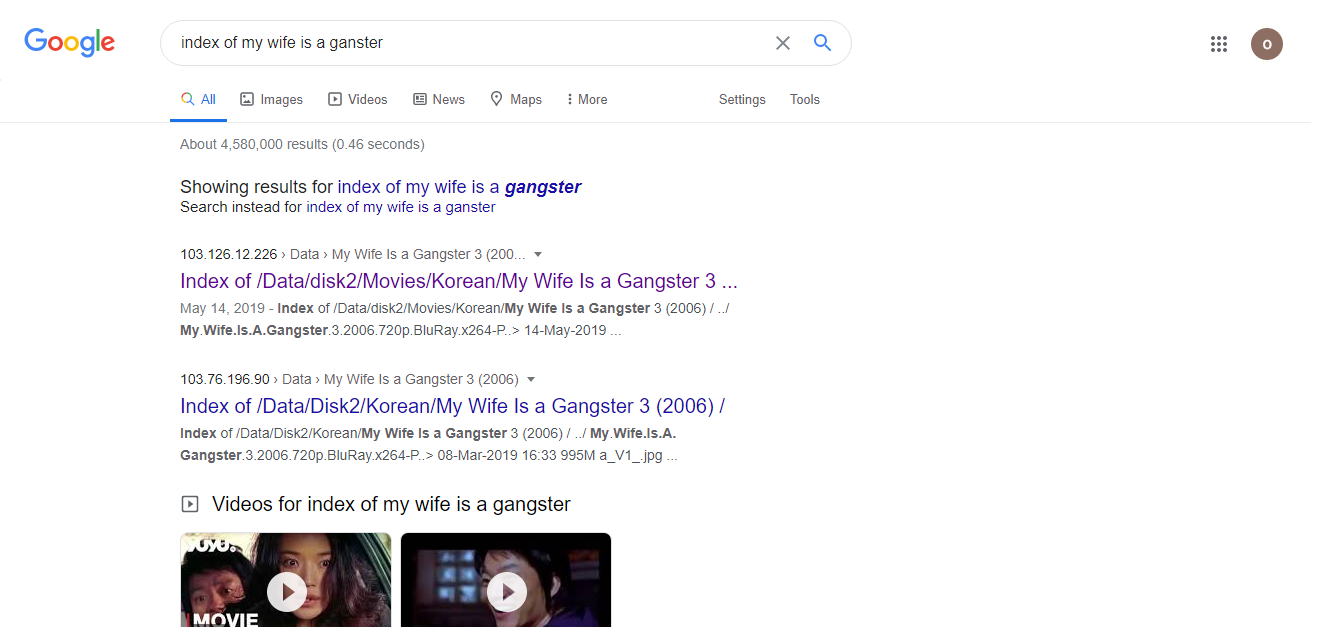 Google
index of my wife is a ganster
O
All Images Videos News Maps More Settings Tools
About 4,580,000 results (0.46 seconds)
Showing results for index of my wife is a gangster
Search instead for index of my wife is a ganster
103.126.12.226 › Data › My Wife Is a Gangster 3 (200...
Index of /Data/disk2/Movies/Korean/My Wife Is a Gangster 3 ...
May 14, 2019 - Index of /Data/disk2/Movies/Korean/My Wife Is a Gangster 3 (2006) / ../
My.Wife.Is.A.Gangster.3.2006.720p.BluRay.x264-P..> 14-May-2019 ...
103.76.196.90 › Data › My Wife Is a Gangster 3 (2006)
Index of /Data/Disk2/Korean/My Wife Is a Gangster 3 (2006) /
Index of /Data/Disk2/Korean/My Wife Is a Gangster 3 (2006) / ../ My.Wife.Is.A.
Gangster.3.2006.720p.BluRay.x264-P..> 08-Mar-2019 16:33 995M a_V1_.jpg ...
Videos for index of my wife is a gangster
YUYU.
MOVIE